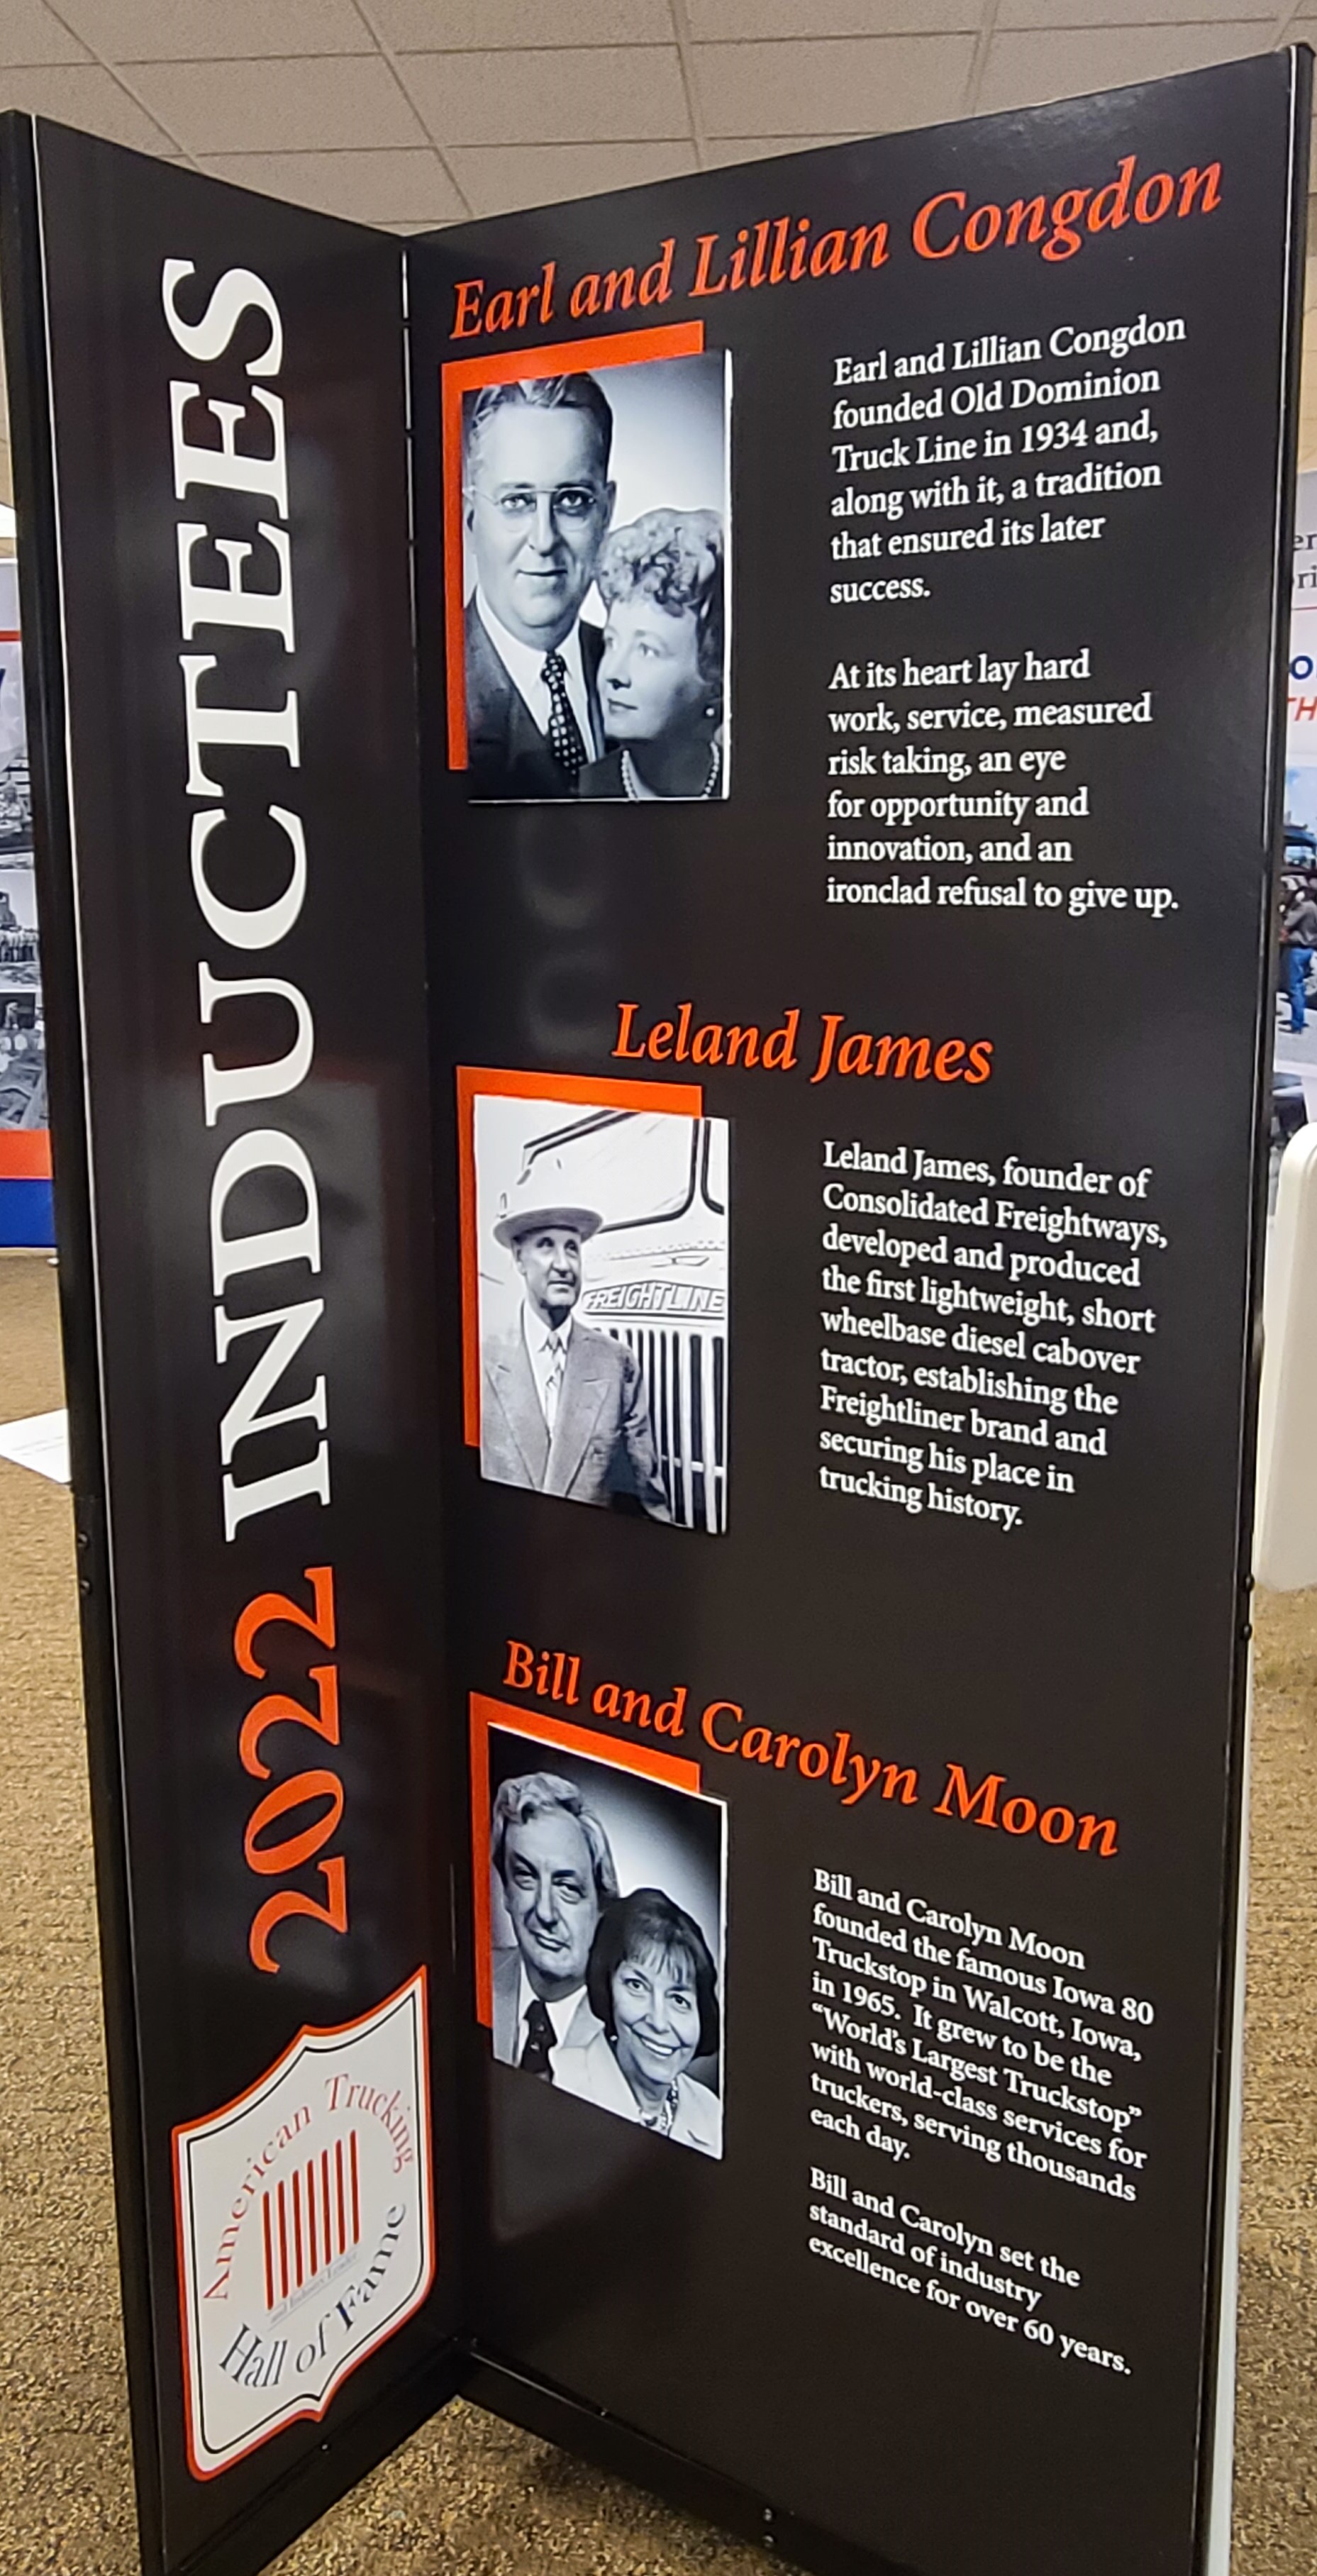 2022 INDUCTEES
American Trucking
Hall of Fame
Earl and Lillian Congdon
Earl and Lillian Congdon
founded Old Dominion
Truck Line in 1934 and,
along with it, a tradition
that ensured its later
success.
At its heart lay hard
work, service, measured
risk taking, an eye
for opportunity and
innovation, and an
ironclad refusal to give up.
Leland James
FREIGHTLINE
Leland James, founder of
Consolidated Freightways,
developed and produced
the first lightweight, short
wheelbase diesel cabover
tractor, establishing the
Freightliner brand and
securing his place in
trucking history.
Bill and Carolyn Moon
Bill and Carolyn Moon
founded the famous Iowa 80
Truckstop in Walcott, Iowa,
in 1965. It grew to be the
“World’s Largest Truckstop”
with world-class services for
truckers, serving thousands
each day.
Bill and Carolyn set the
standard of industry
excellence for over 60 years.